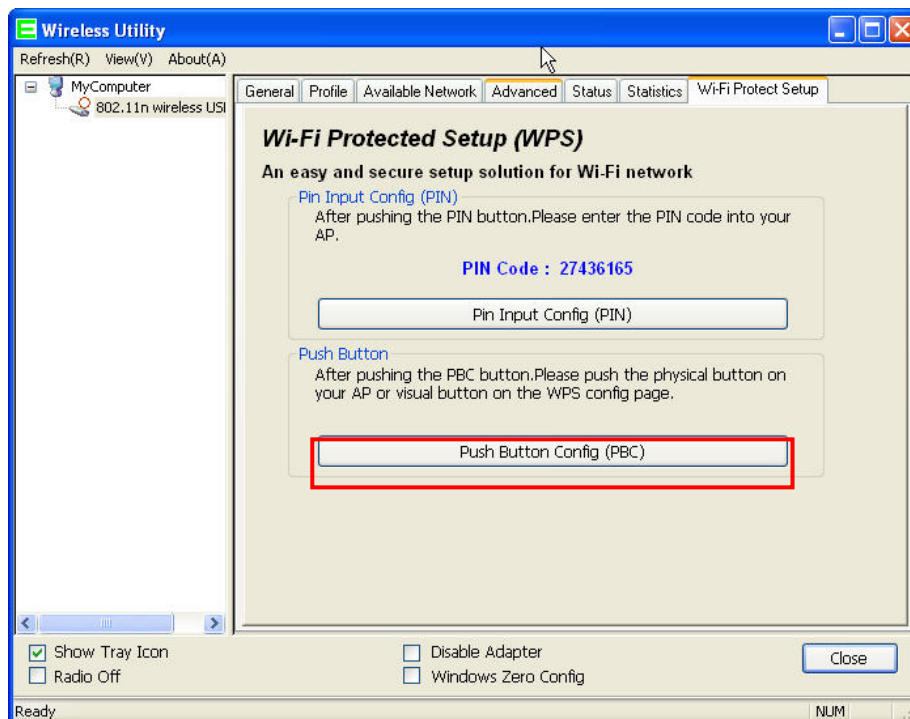 Wireless Utility
Refresh(R) View(V) About(A)
MyComputer
802.11n wireless USI
General Profile Available Network Advanced Status Statistics Wi-Fi Protect Setup
Wi-Fi Protected Setup (WPS)
An easy and secure setup solution for Wi-Fi network
Pin Input Config (PIN)
After pushing the PIN button.Please enter the PIN code into your
AP.
PIN Code : 27436165
Pin Input Config (PIN)
Push Button
After pushing the PBC button.Please push the physical button on
your AP or visual button on the WPS config page.
Push Button Config (PBC)
Show Tray Icon
Disable Adapter
Radio Off
Windows Zero Config
Close
Ready
NUM